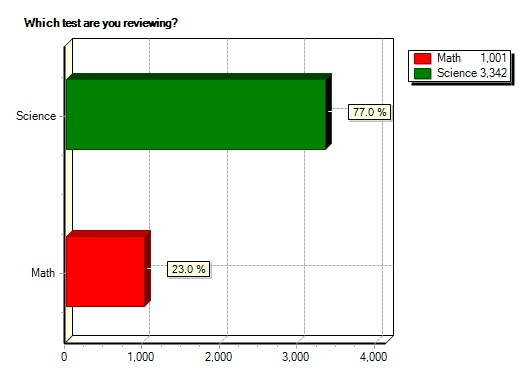 Which test are you reviewing?
Math 1,001
Science 3,342
Science
77.0 %
Math
23.0 %
0 1,000 2,000 3,000 4,000